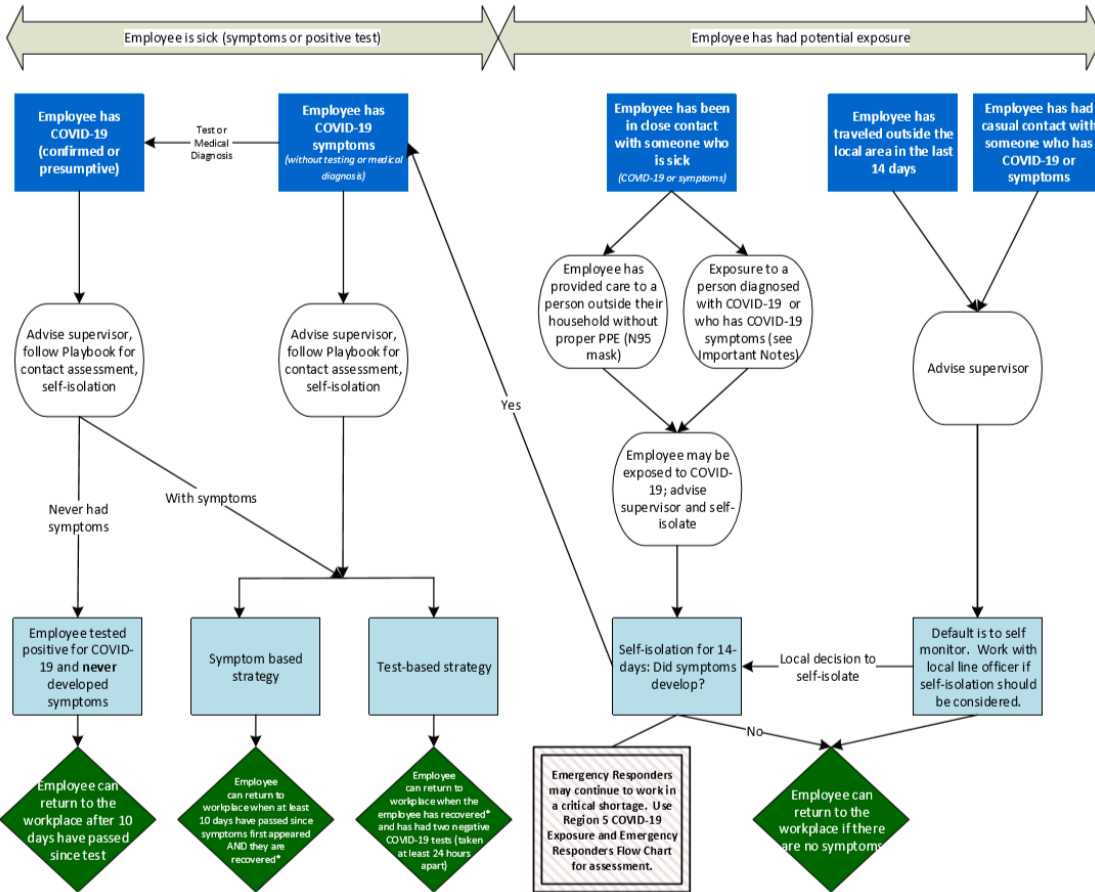 Employee is sick (symptoms or positive test)
Employee has had potential exposure
Employee has
COVID-19
(confirmed or
presumptive)
Test or
Medical
Diagnosis
Employee has
COVID-19
symptoms
(without testing or medical
diagnosis)
Employee has been
in close contact
with someone who
is sick
(COVID-19 or symptoms)
Employee has
traveled outside the
local area in the last
14 days
Employee has had
casual contact with
someone who has
COVID-19 or
symptoms
Advise supervisor,
follow Playbook for
contact assessment,
self-isolation
Advise supervisor,
follow Playbook for
contact assessment,
self-isolation
Employee has
provided care to a
person outside their
household without
proper PPE (N95
mask)
Exposure to a
person diagnosed
with COVID-19 or
who has COVID-19
symptoms (see
Important Notes)
Advise supervisor
Yes
Employee may be
exposed to COVID-
19; advise
supervisor and self-
isolate
Never had
symptoms
With symptoms
Employee tested
positive for COVID-
19 and never
developed
symptoms
Symptom based
strategy
Test-based strategy
Self-isolation for 14-
days: Did symptoms
develop?
Local decision to
self-isolate
Default is to self
monitor. Work with
local line officer if
self-isolation should
be considered.
No
Employee can
return to the
workplace after 10
days have passed
since test
Employee
can return to
workplace when at least
10 days have passed since
symptoms first appeared
AND they are
recovered*
Employee
can return to
workplace when the
employee has recovered*
and has had two negative
COVID-19 tests (taken
at least 24 hours
apart)
Emergency Responders
may continue to work in
a critical shortage. Use
Region 5 COVID-19
Exposure and Emergency
Responders Flow Chart
for assessment.
Employee can
return to the
workplace if there
are no symptoms